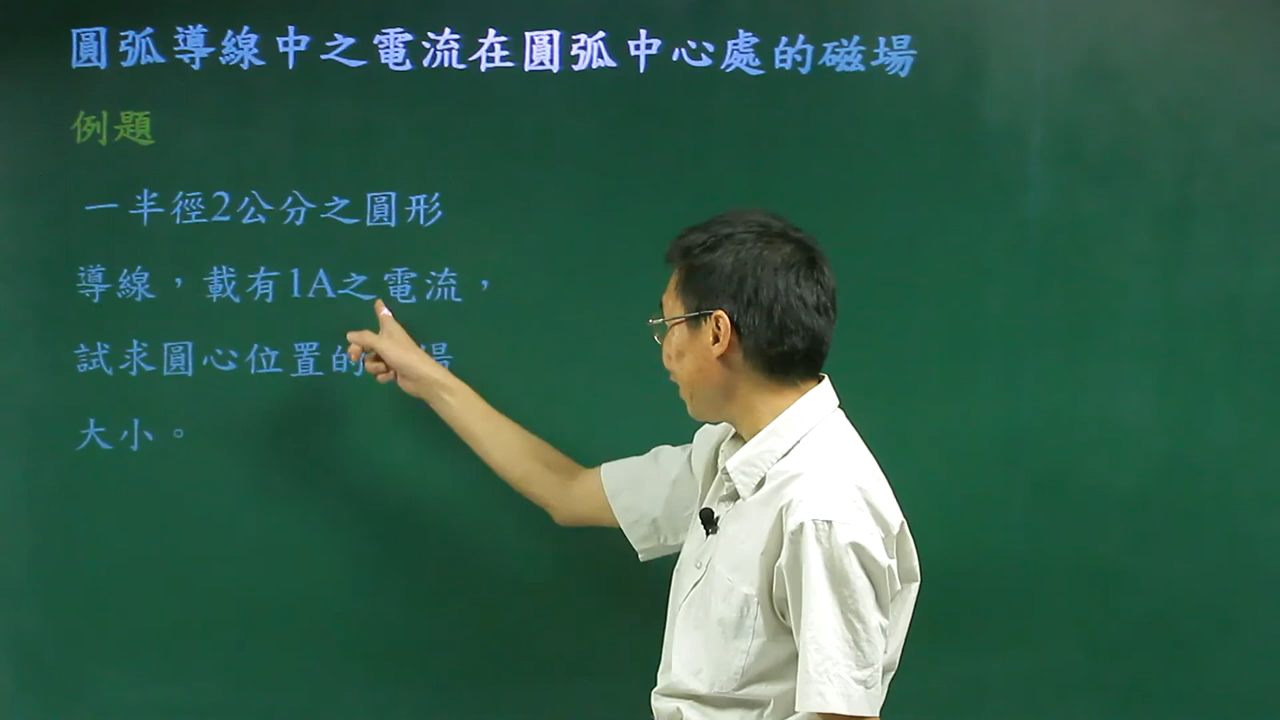 圓弧導線中之電流在圓弧中心處的磁場
例題
一半徑2公分之圓形
導線，載有1A之電流，
試求圓心位置的場
大小。